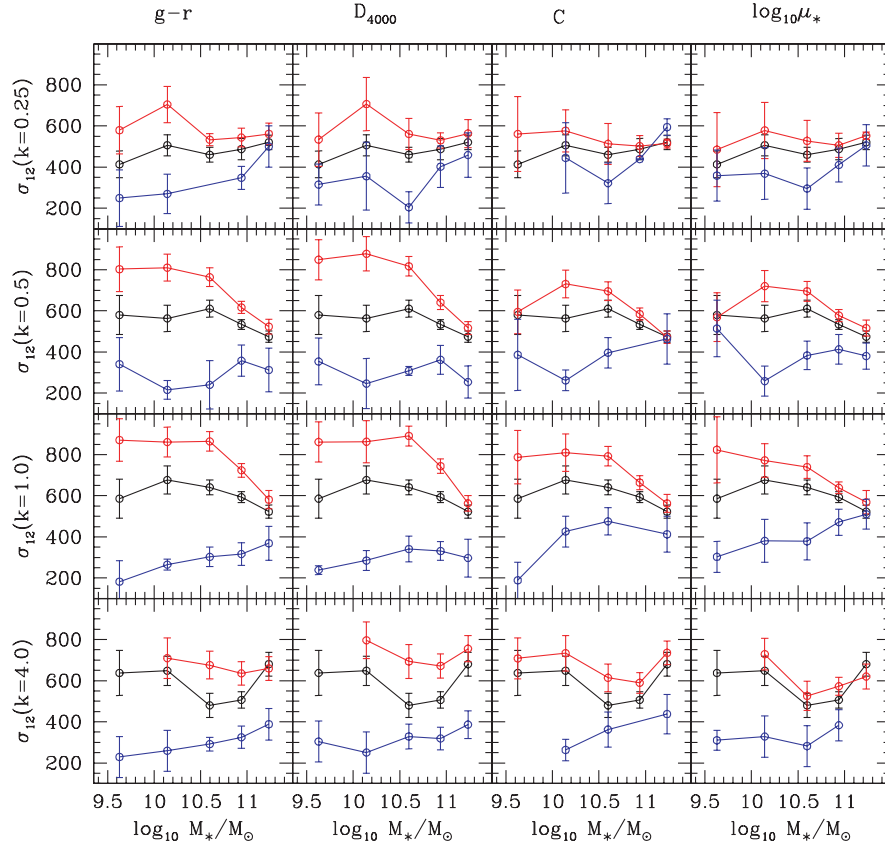 g-r D₄₀₀₀ C log₁₀μ*
σ₁₂(k=0.25)
800
600
400
200
σ₁₂(k=0.5)
800
600
400
200
σ₁₂(k=1.0)
800
600
400
200
σ₁₂(k=4.0)
800
600
400
200
9.5 10 10.5 11 9.5 10 10.5 11 9.5 10 10.5 11 9.5 10 10.5 11
log₁₀ M*/M☉ log₁₀ M*/M☉ log₁₀ M*/M☉ log₁₀ M*/M☉